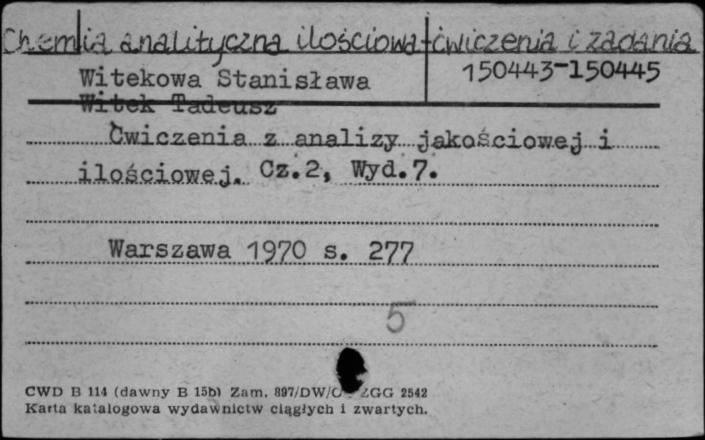 Chemia analityczna ilościowa-ćwiczenia i zadania
Witekowa Stanisława 150443-150445
Witek Tadeusz
Ćwiczenia z analizy jakościowej i
ilościowej. Cz.2, Wyd.7.
Warszawa 1970 s. 277
5
CWD B 114 (dawny B 15b) Zam. 897/DW/O ZGG 2542
Karta katalogowa wydawnictw ciągłych i zwartych.